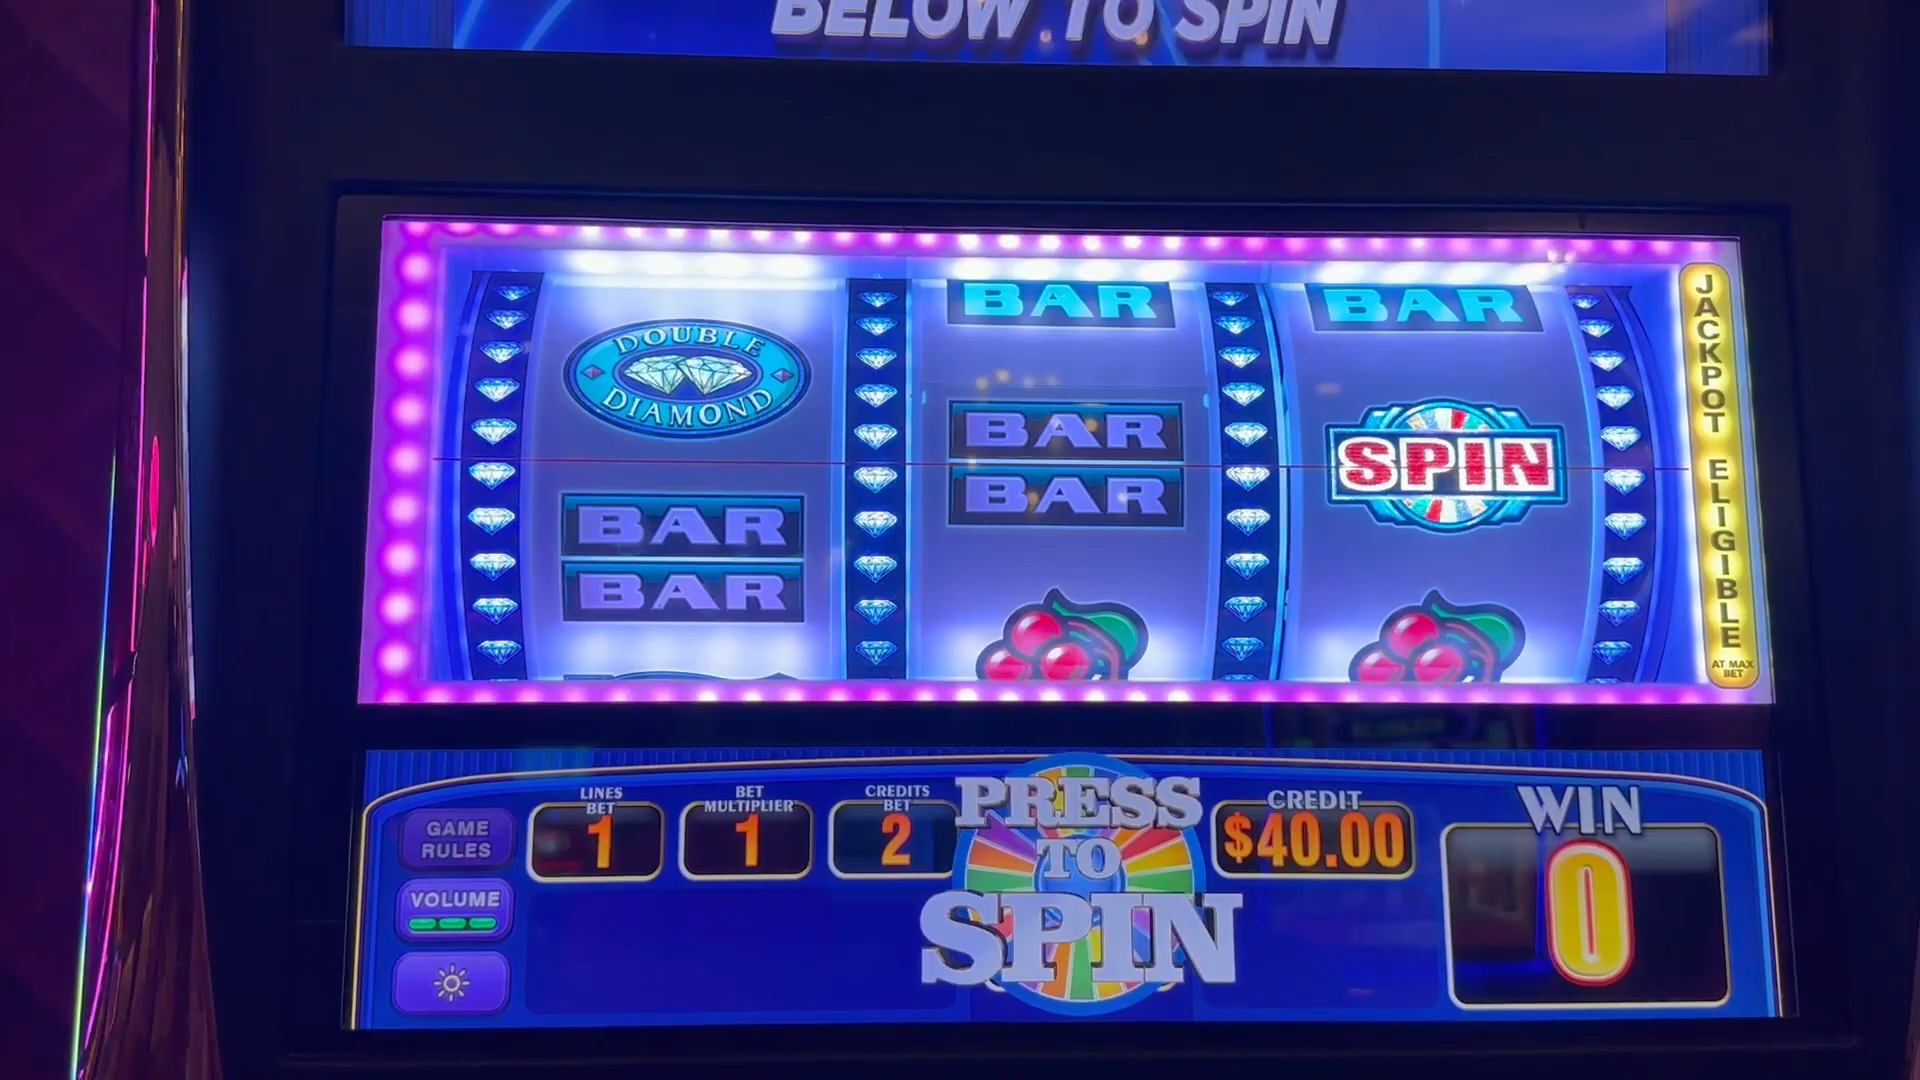 BELOW TO SPIN
DOUBLE
DIAMOND
BAR
BAR
BAR
BAR
BAR
BAR
SPIN
JACKPOT ELIGIBLE
AT MAX
BET
GAME
RULES
VOLUME
LINES
BET
1
BET
MULTIPLIER
1
CREDITS
BET
2
PRESS
TO
SPIN
CREDIT
$40.00
WIN
0